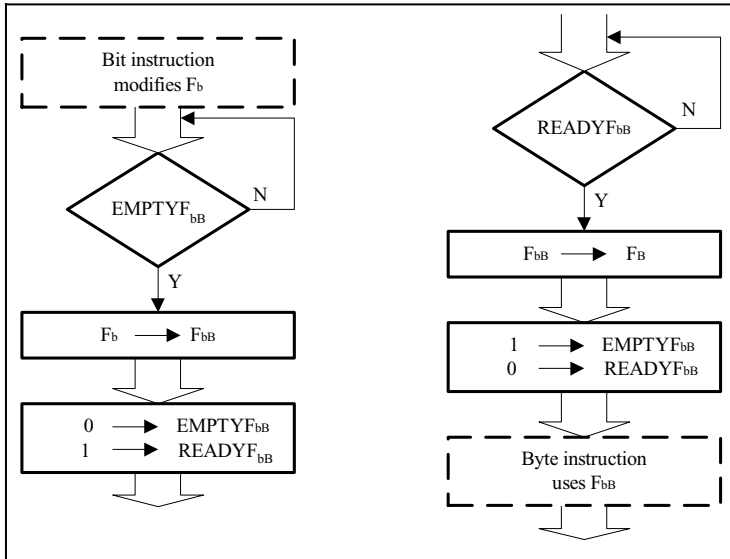 Bit instruction
modifies Fb
EMPTYFbB
N
Y
Fb FbB
0 EMPTYFbB
1 READYFbB
READYFbB
N
Y
FbB FB
1 EMPTYFbB
0 READYFbB
Byte instruction
uses FbB